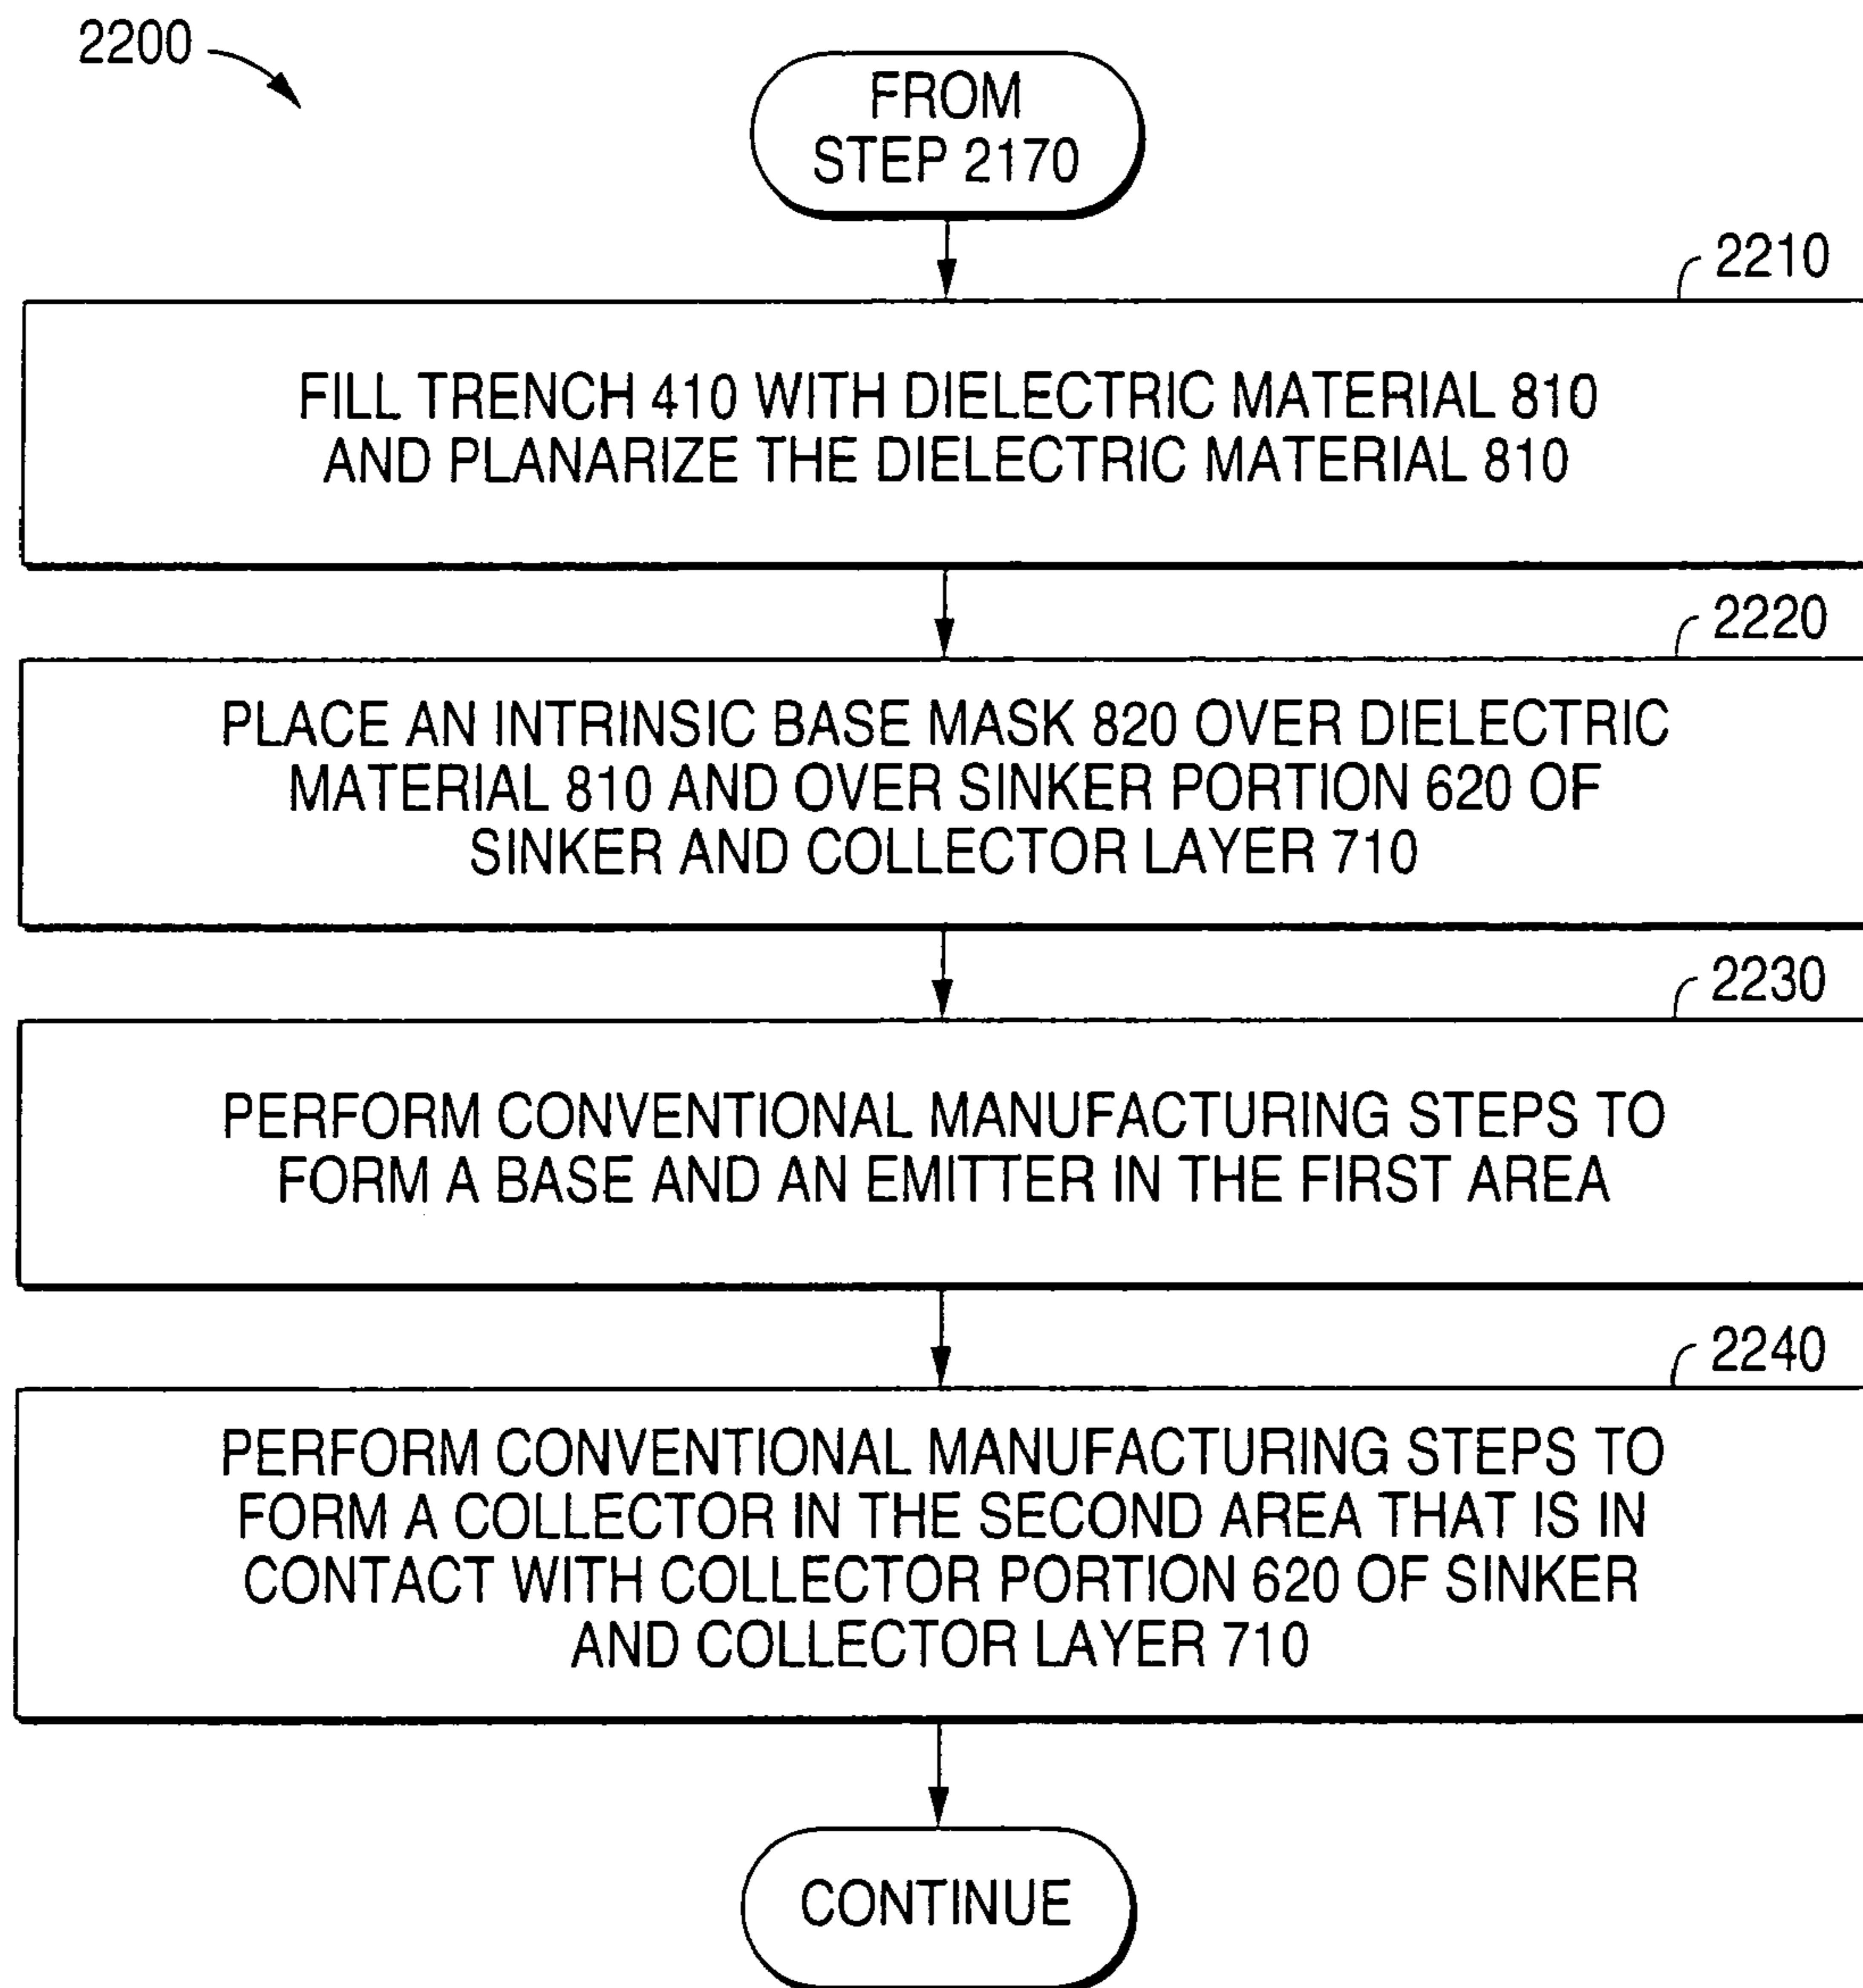 2200
FROM
STEP 2170
2210
FILL TRENCH 410 WITH DIELECTRIC MATERIAL 810
AND PLANARIZE THE DIELECTRIC MATERIAL 810
2220
PLACE AN INTRINSIC BASE MASK 820 OVER DIELECTRIC
MATERIAL 810 AND OVER SINKER PORTION 620 OF
SINKER AND COLLECTOR LAYER 710
2230
PERFORM CONVENTIONAL MANUFACTURING STEPS TO
FORM A BASE AND AN EMITTER IN THE FIRST AREA
2240
PERFORM CONVENTIONAL MANUFACTURING STEPS TO
FORM A COLLECTOR IN THE SECOND AREA THAT IS IN
CONTACT WITH COLLECTOR PORTION 620 OF SINKER
AND COLLECTOR LAYER 710
CONTINUE